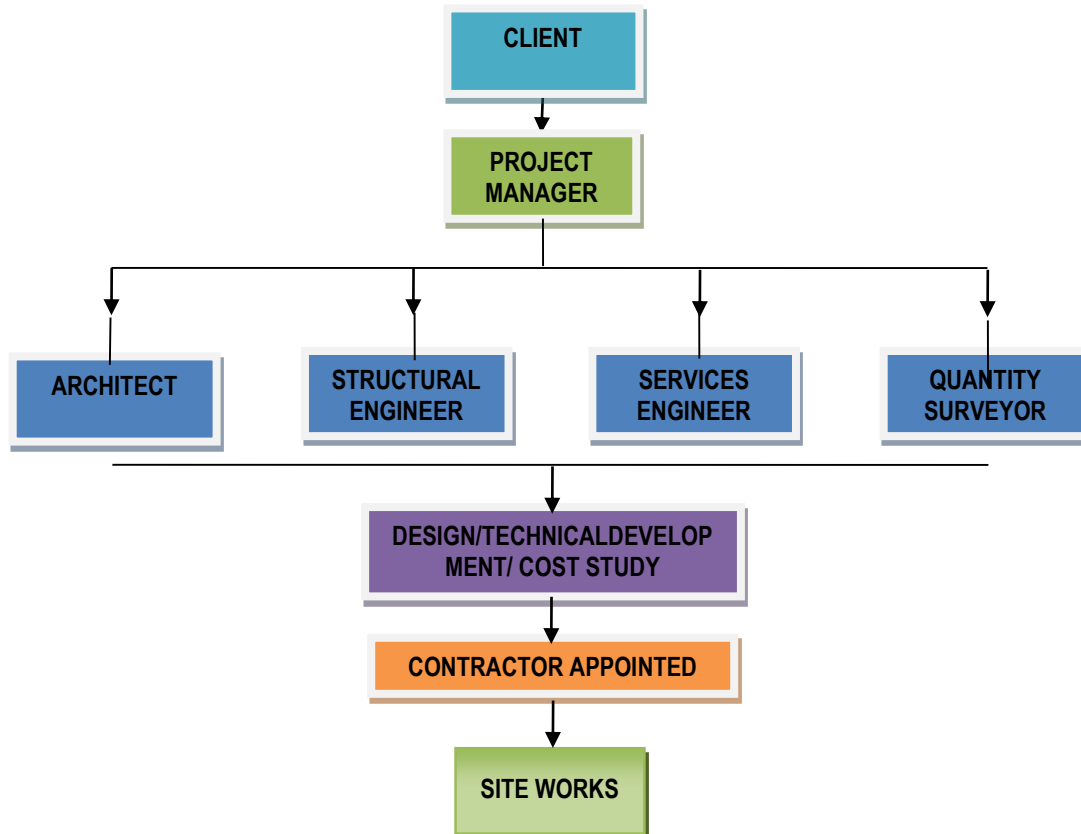 CLIENT
PROJECT
MANAGER
ARCHITECT
STRUCTURAL
ENGINEER
SERVICES
ENGINEER
QUANTITY
SURVEYOR
DESIGN/TECHNICALDEVELOP
MENT/ COST STUDY
CONTRACTOR APPOINTED
SITE WORKS